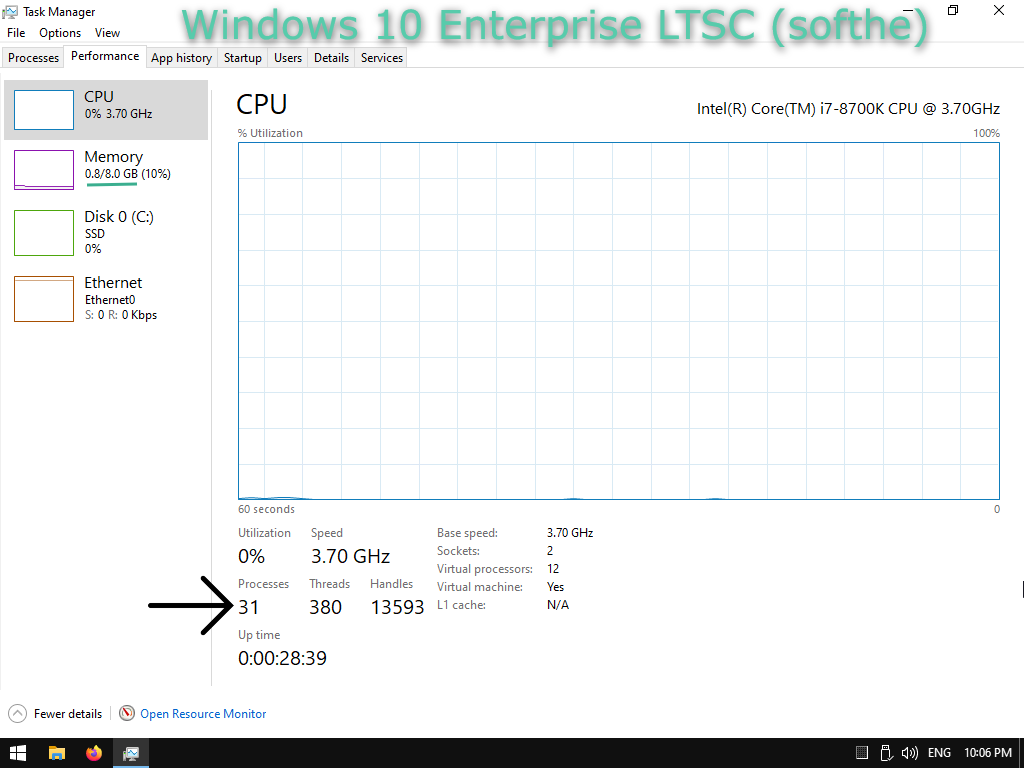 Task Manager
Windows 10 Enterprise LTSC (softhe)
File Options View
Processes Performance App history Startup Users Details Services
CPU
0% 3.70 GHz
Memory
0.8/8.0 GB (10%)
Disk 0 (C:)
SSD
0%
Ethernet
Ethernet0
S: 0 R: 0 Kbps
CPU
Intel(R) Core(TM) i7-8700K CPU @ 3.70GHz
% Utilization
100%
60 seconds
0
Utilization Speed
0% 3.70 GHz
Processes Threads Handles
31 380 13593
Up time
0:00:28:39
Base speed: 3.70 GHz
Sockets: 2
Virtual processors: 12
Virtual machine: Yes
L1 cache: N/A
Fewer details
Open Resource Monitor
ENG 10:06 PM